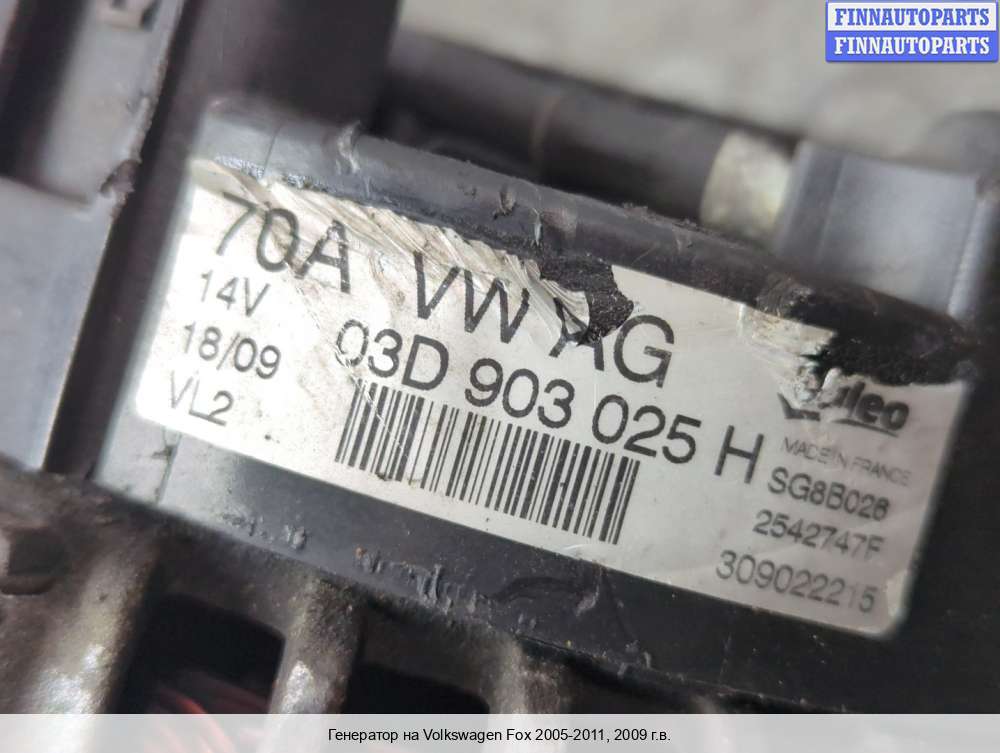 FINNAUTOPARTS
FINNAUTOPARTS
70A VW AG
14V 03D 903 025 H
18/09
VL2
Valeo
MADE IN FRANCE
SG8B028
2542747F
309022215
Генератор на Volkswagen Fox 2005-2011, 2009 г.в.